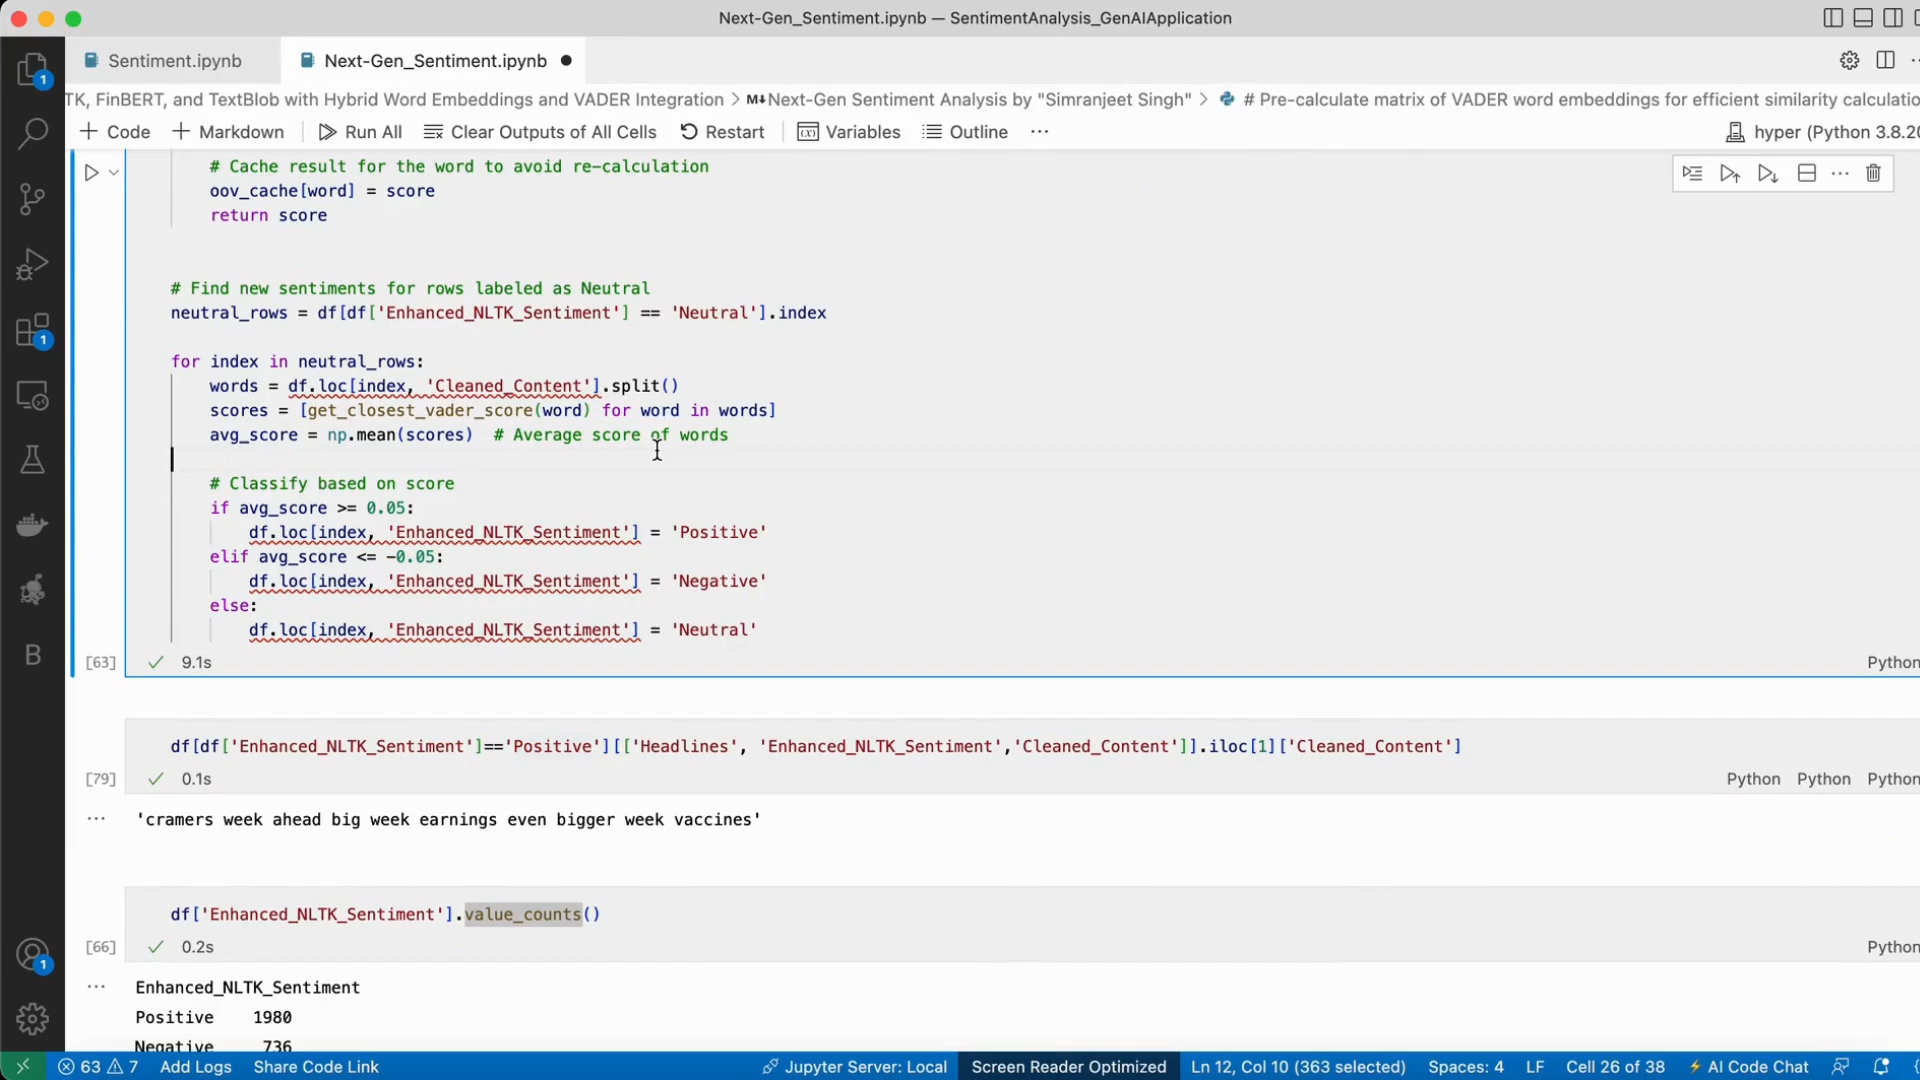 Next-Gen_Sentiment.ipynb — SentimentAnalysis_GenAIApplication
Sentiment.ipynb
Next-Gen_Sentiment.ipynb
TK, FinBERT, and TextBlob with Hybrid Word Embeddings and VADER Integration > M↓Next-Gen Sentiment Analysis by "Simranjeet Singh" > # Pre-calculate matrix of VADER word embeddings for efficient similarity calculatio
+ Code + Markdown Run All Clear Outputs of All Cells Restart Variables Outline ... hyper (Python 3.8.20
# Cache result for the word to avoid re-calculation
oov_cache[word] = score
return score
# Find new sentiments for rows labeled as Neutral
neutral_rows = df[df['Enhanced_NLTK_Sentiment'] == 'Neutral'].index
for index in neutral_rows:
words = df.loc[index, 'Cleaned_Content'].split()
scores = [get_closest_vader_score(word) for word in words]
avg_score = np.mean(scores)  # Average score of words
# Classify based on score
if avg_score >= 0.05:
df.loc[index, 'Enhanced_NLTK_Sentiment'] = 'Positive'
elif avg_score <= -0.05:
df.loc[index, 'Enhanced_NLTK_Sentiment'] = 'Negative'
else:
df.loc[index, 'Enhanced_NLTK_Sentiment'] = 'Neutral'
[63] 9.1s Python
df[df['Enhanced_NLTK_Sentiment']=='Positive'][['Headlines', 'Enhanced_NLTK_Sentiment','Cleaned_Content']].iloc[1]['Cleaned_Content']
[79] 0.1s Python Python Python
... 'cramers week ahead big week earnings even bigger week vaccines'
df['Enhanced_NLTK_Sentiment'].value_counts()
[66] 0.2s Python
... Enhanced_NLTK_Sentiment
Positive 1980
Negative 736
63 7 Add Logs Share Code Link Jupyter Server: Local Screen Reader Optimized Ln 12, Col 10 (363 selected) Spaces: 4 LF Cell 26 of 38 AI Code Chat
1
1
B
1